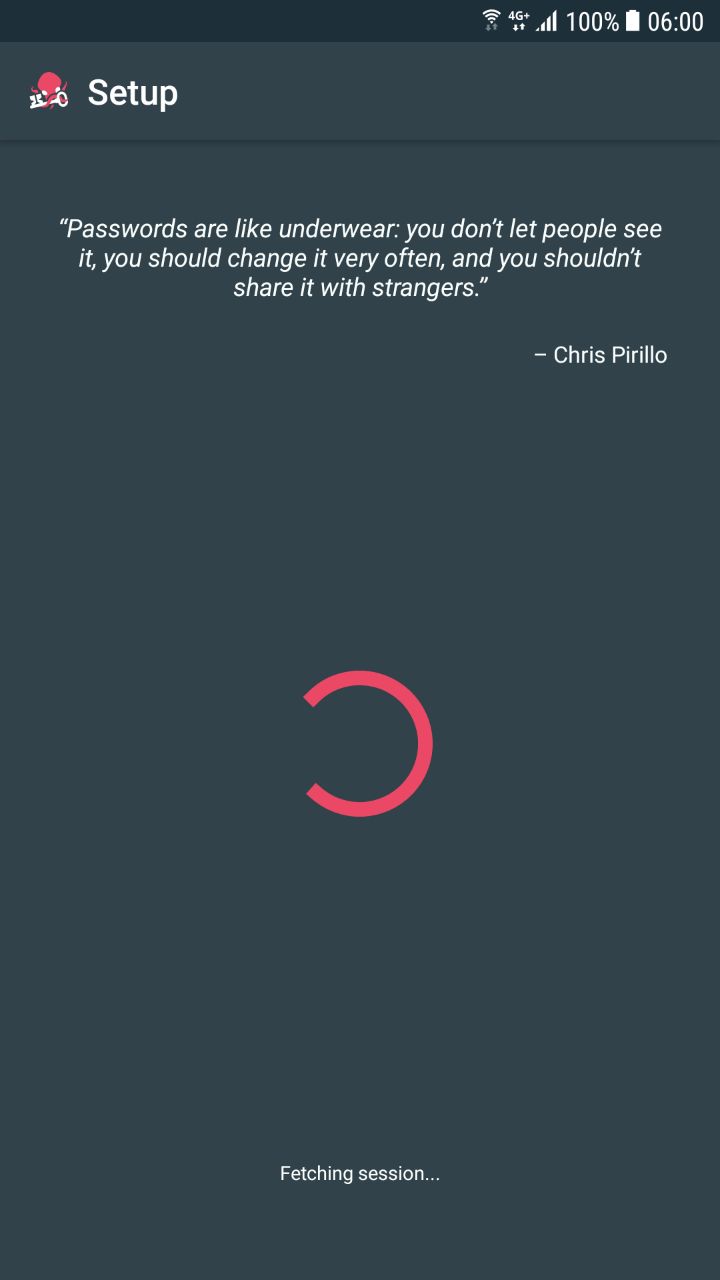 4G+ 100% 06:00
Setup
“Passwords are like underwear: you don’t let people see
it, you should change it very often, and you shouldn’t
share it with strangers.”
– Chris Pirillo
Fetching session...